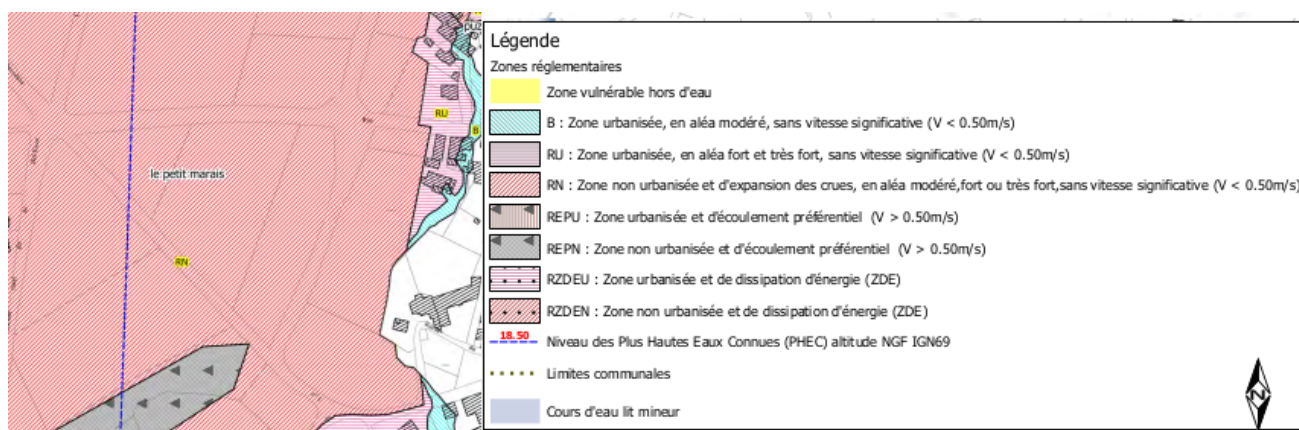 RU
B
le petit marais
RN
Légende
Zones réglementaires
Zone vulnérable hors d'eau
B : Zone urbanisée, en aléa modéré, sans vitesse significative (V < 0.50m/s)
RU : Zone urbanisée, en aléa fort et très fort, sans vitesse significative (V < 0.50m/s)
RN : Zone non urbanisée et d'expansion des crues, en aléa modéré,fort ou très fort,sans vitesse significative (V < 0.50m/s)
REPU : Zone urbanisée et d'écoulement préférentiel (V > 0.50m/s)
REPN : Zone non urbanisée et d'écoulement préférentiel (V > 0.50m/s)
RZDEU : Zone urbanisée et de dissipation d'énergie (ZDE)
RZDEN : Zone non urbanisée et de dissipation d'énergie (ZDE)
18.50 Niveau des Plus Hautes Eaux Connues (PHEC) altitude NGF IGN69
Limites communales
Cours d'eau lit mineur
N